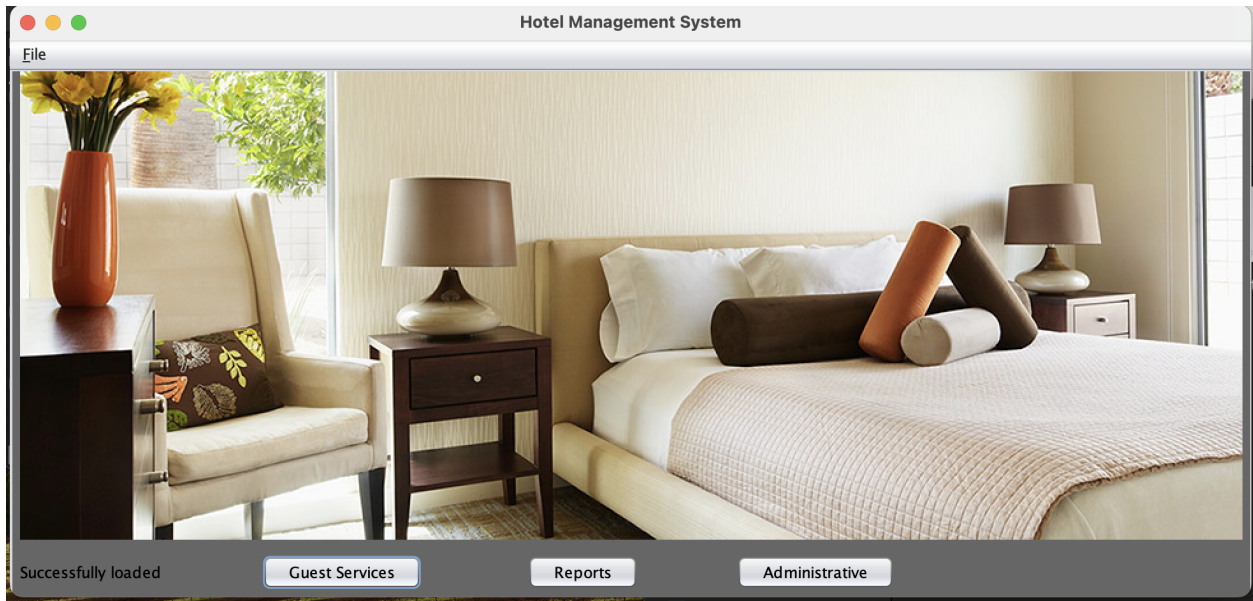 Hotel Management System
File
Successfully loaded
Guest Services
Reports
Administrative